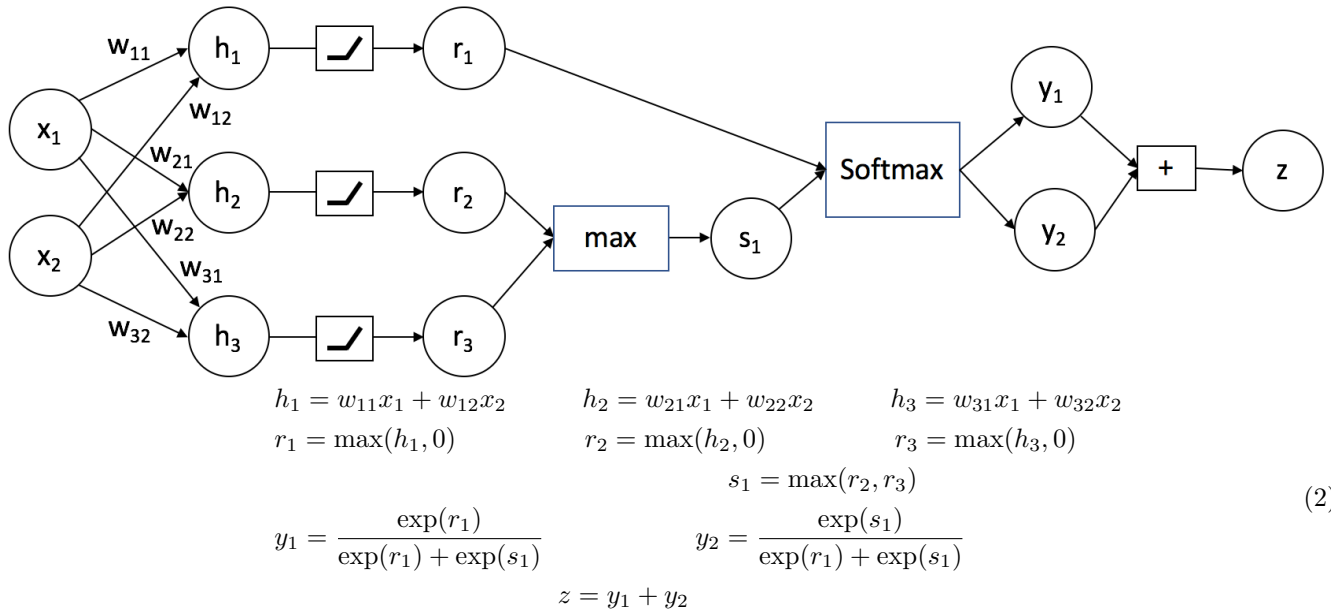 w₁₁
h₁
r₁
w₁₂
x₁
y₁
w₂₁
Softmax
+
z
h₂
r₂
w₂₂
max
s₁
y₂
x₂
w₃₁
w₃₂
h₃
r₃
h₁ = w₁₁x₁ + w₁₂x₂ h₂ = w₂₁x₁ + w₂₂x₂ h₃ = w₃₁x₁ + w₃₂x₂
r₁ = max(h₁, 0) r₂ = max(h₂, 0) r₃ = max(h₃, 0)
s₁ = max(r₂, r₃)
(2)
y₁ = exp(r₁) / exp(r₁) + exp(s₁) y₂ = exp(s₁) / exp(r₁) + exp(s₁)
z = y₁ + y₂